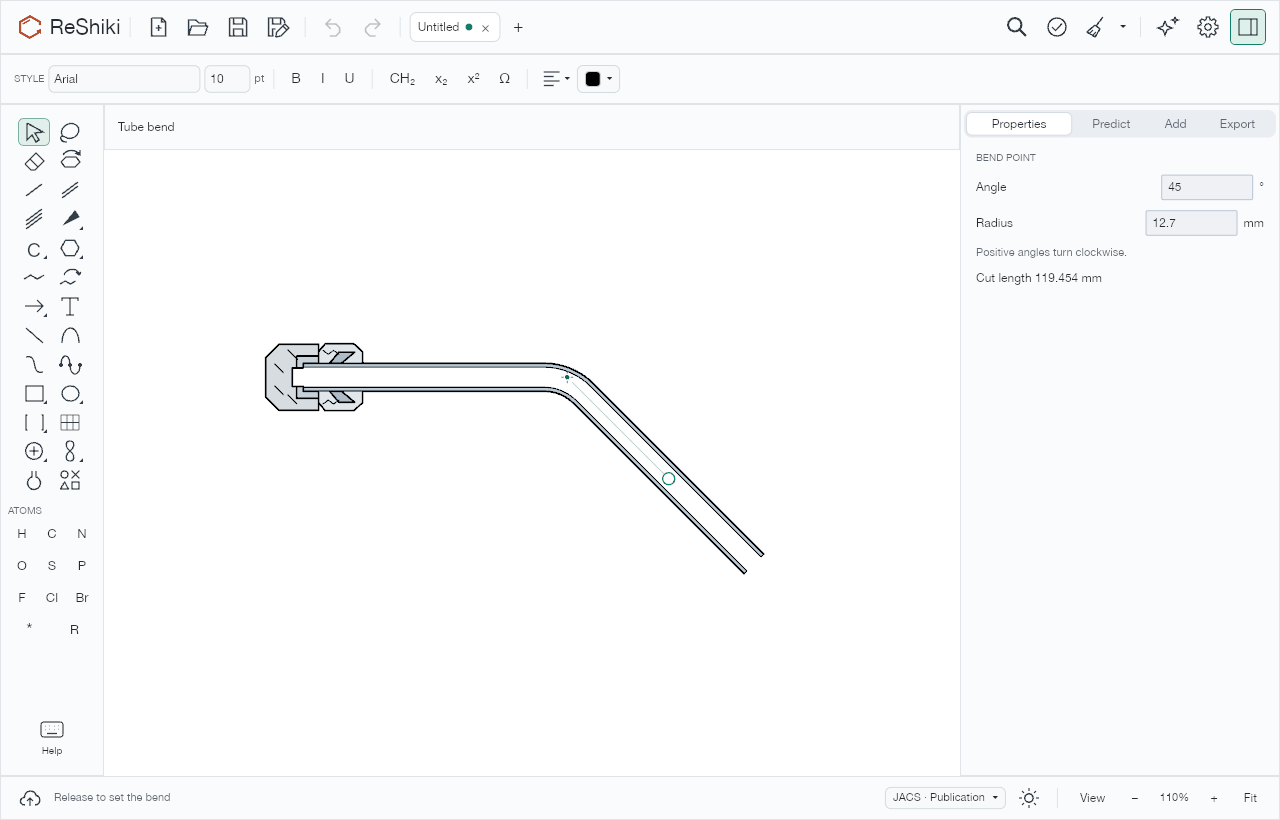 ReShiki
Untitled
STYLE Arial 10 pt B I U CH₂ x₂ x² Ω
Tube bend
Properties Predict Add Export
BEND POINT
Angle 45 °
Radius 12.7 mm
Positive angles turn clockwise.
Cut length 119.454 mm
C
T
ATOMS
H C N
O S P
F Cl Br
* R
Help
Release to set the bend
JACS · Publication
View − 110% + Fit